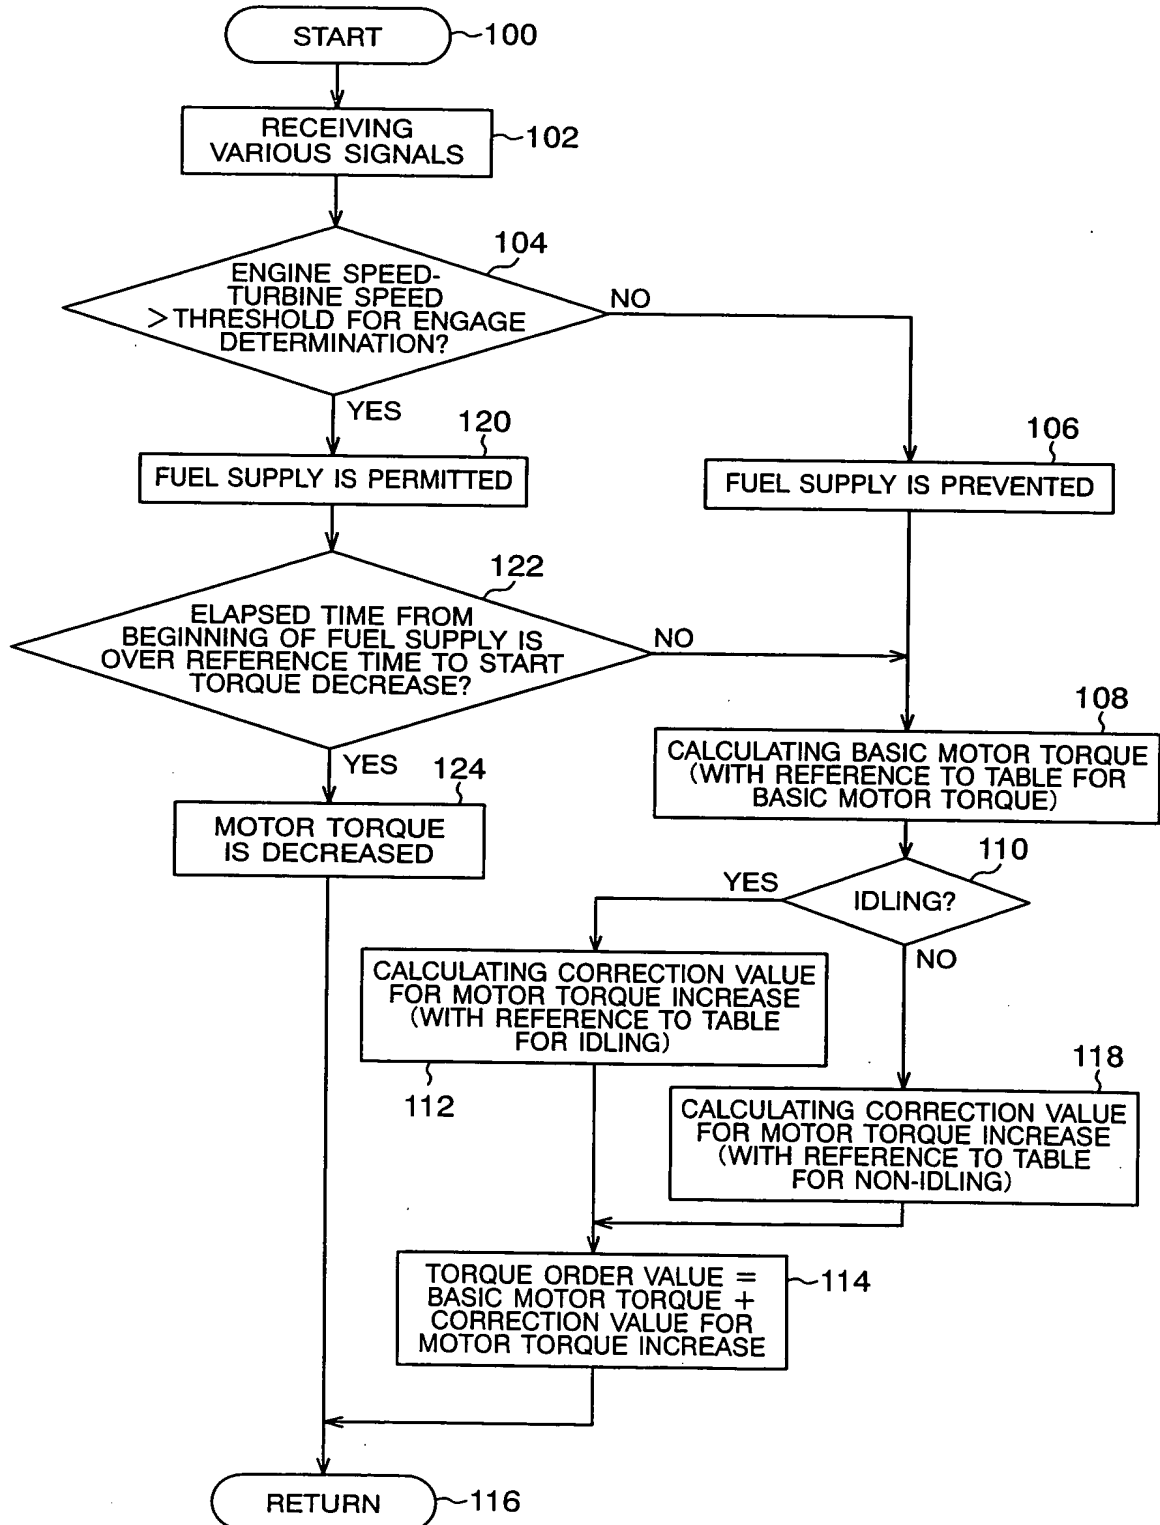 START
100
RECEIVING
VARIOUS SIGNALS
102
104
ENGINE SPEED-
TURBINE SPEED
>THRESHOLD FOR ENGAGE
DETERMINATION?
NO
YES
120
FUEL SUPPLY IS PERMITTED
106
FUEL SUPPLY IS PREVENTED
122
ELAPSED TIME FROM
BEGINNING OF FUEL SUPPLY IS
OVER REFERENCE TIME TO START
TORQUE DECREASE?
NO
YES
124
MOTOR TORQUE
IS DECREASED
108
CALCULATING BASIC MOTOR TORQUE
(WITH REFERENCE TO TABLE FOR
BASIC MOTOR TORQUE)
110
IDLING?
YES
NO
CALCULATING CORRECTION VALUE
FOR MOTOR TORQUE INCREASE
(WITH REFERENCE TO TABLE
FOR IDLING)
112
118
CALCULATING CORRECTION VALUE
FOR MOTOR TORQUE INCREASE
(WITH REFERENCE TO TABLE
FOR NON-IDLING)
TORQUE ORDER VALUE =
BASIC MOTOR TORQUE +
CORRECTION VALUE FOR
MOTOR TORQUE INCREASE
114
RETURN
116